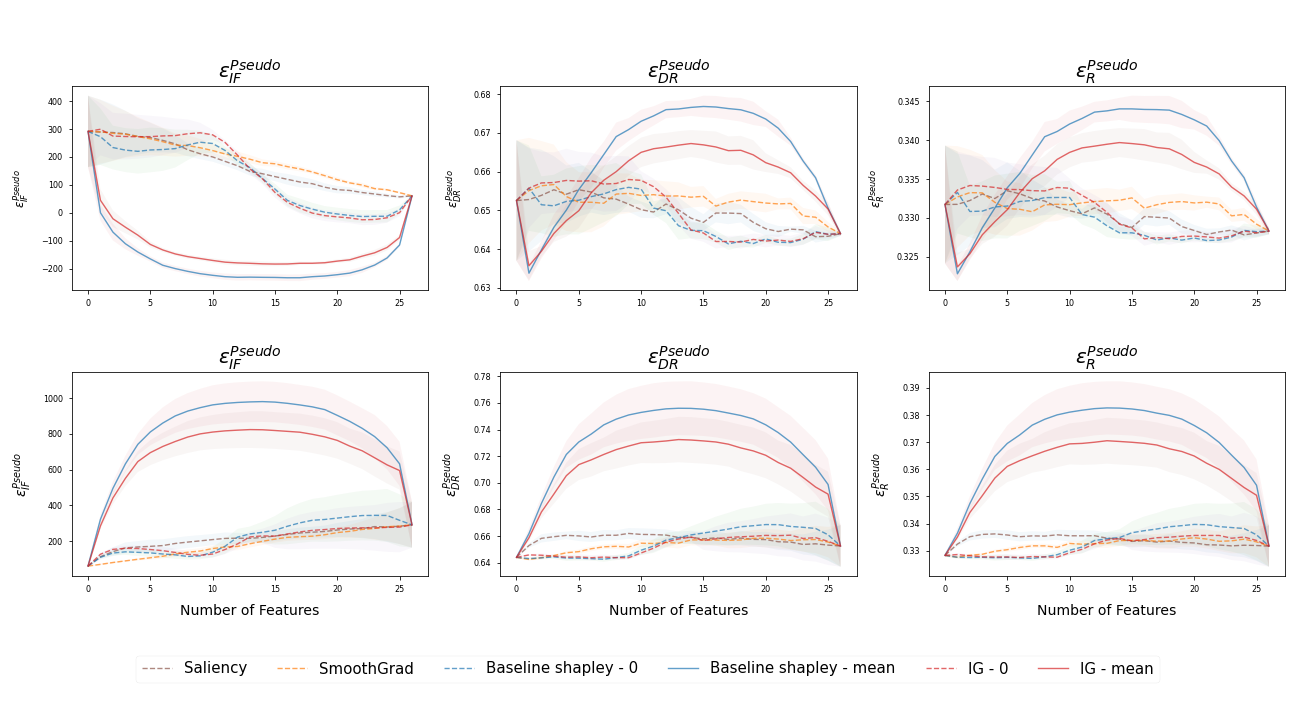 ε_IF^Pseudo ε_DR^Pseudo ε_R^Pseudo
ε_IF^Pseudo
400
300
200
100
0
−100
−200
0 5 10 15 20 25
ε_DR^Pseudo
0.68
0.67
0.66
0.65
0.64
0.63
0 5 10 15 20 25
ε_R^Pseudo
0.345
0.340
0.335
0.330
0.325
0 5 10 15 20 25
ε_IF^Pseudo ε_DR^Pseudo ε_R^Pseudo
ε_IF^Pseudo
1000
800
600
400
200
0 5 10 15 20 25
Number of Features
ε_DR^Pseudo
0.78
0.76
0.74
0.72
0.70
0.68
0.66
0.64
0 5 10 15 20 25
Number of Features
ε_R^Pseudo
0.39
0.38
0.37
0.36
0.35
0.34
0.33
0 5 10 15 20 25
Number of Features
Saliency SmoothGrad Baseline shapley - 0 Baseline shapley - mean IG - 0 IG - mean